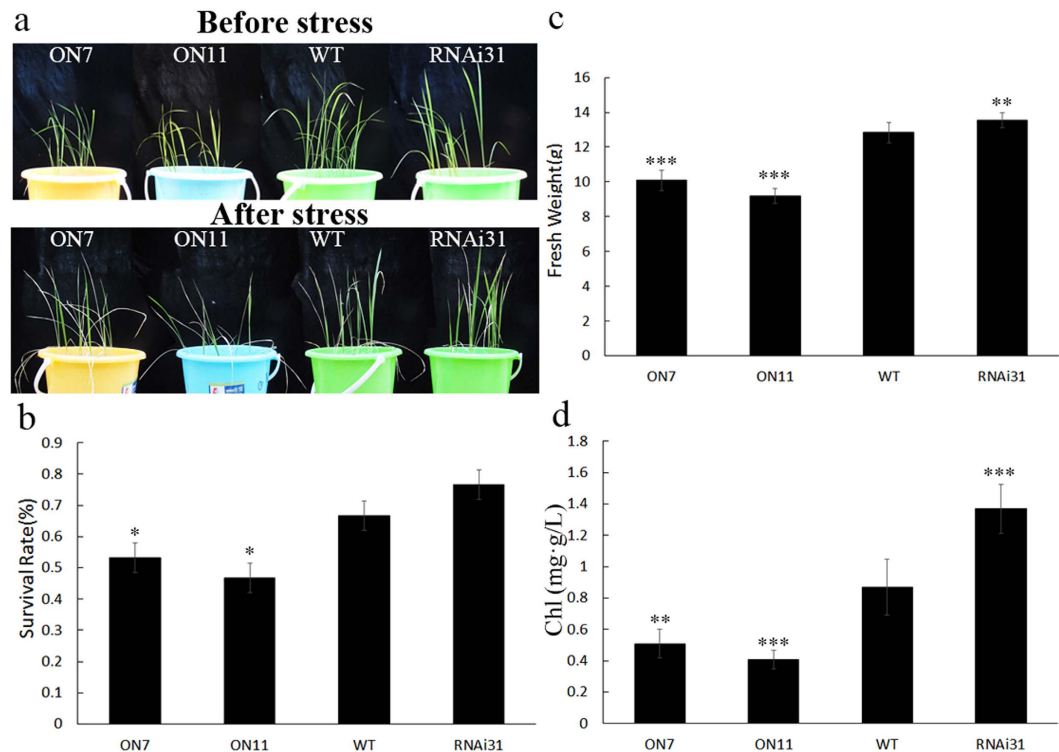 a
Before stress
ON7 ON11 WT RNAi31
After stress
ON7 ON11 WT RNAi31
b
Survival Rate(%)
0.9
0.8
0.7
0.6
0.5
0.4
0.3
0.2
0.1
0
*
*
ON7 ON11 WT RNAi31
c
Fresh Weight(g)
16
14
12
10
8
6
4
2
0
***
***
**
ON7 ON11 WT RNAi31
d
Chl (mg·g/L)
1.8
1.6
1.4
1.2
1
0.8
0.6
0.4
0.2
0
**
***
***
ON7 ON11 WT RNAi31